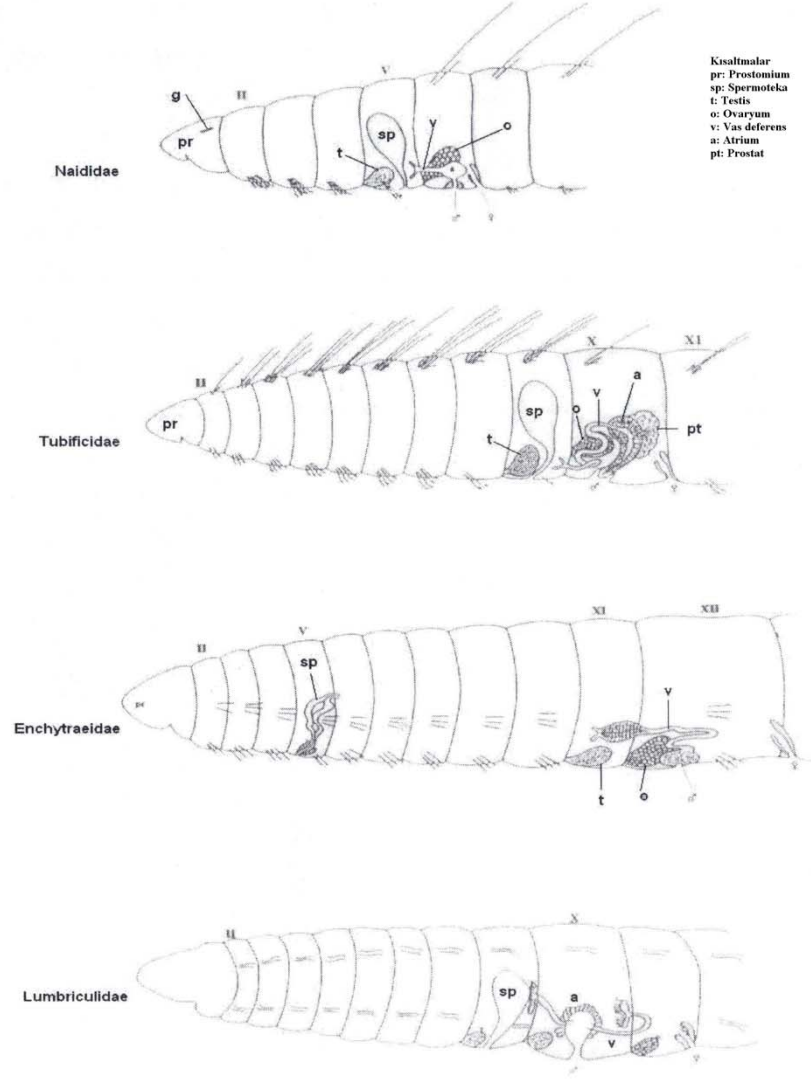 Kısaltmalar
pr: Prostomium
sp: Spermoteka
t: Testis
o: Ovaryum
v: Vas deferens
a: Atrium
pt: Prostat
V
g
II
pr
sp
v
o
t
Naididae
♂
♀
X
XI
II
a
v
o
sp
pr
t
pt
Tubificidae
♂
♀
XI
XII
V
II
sp
v
Enchytraeidae
t
o
♂
♀
X
II
sp
a
Lumbriculidae
v
♂
♀